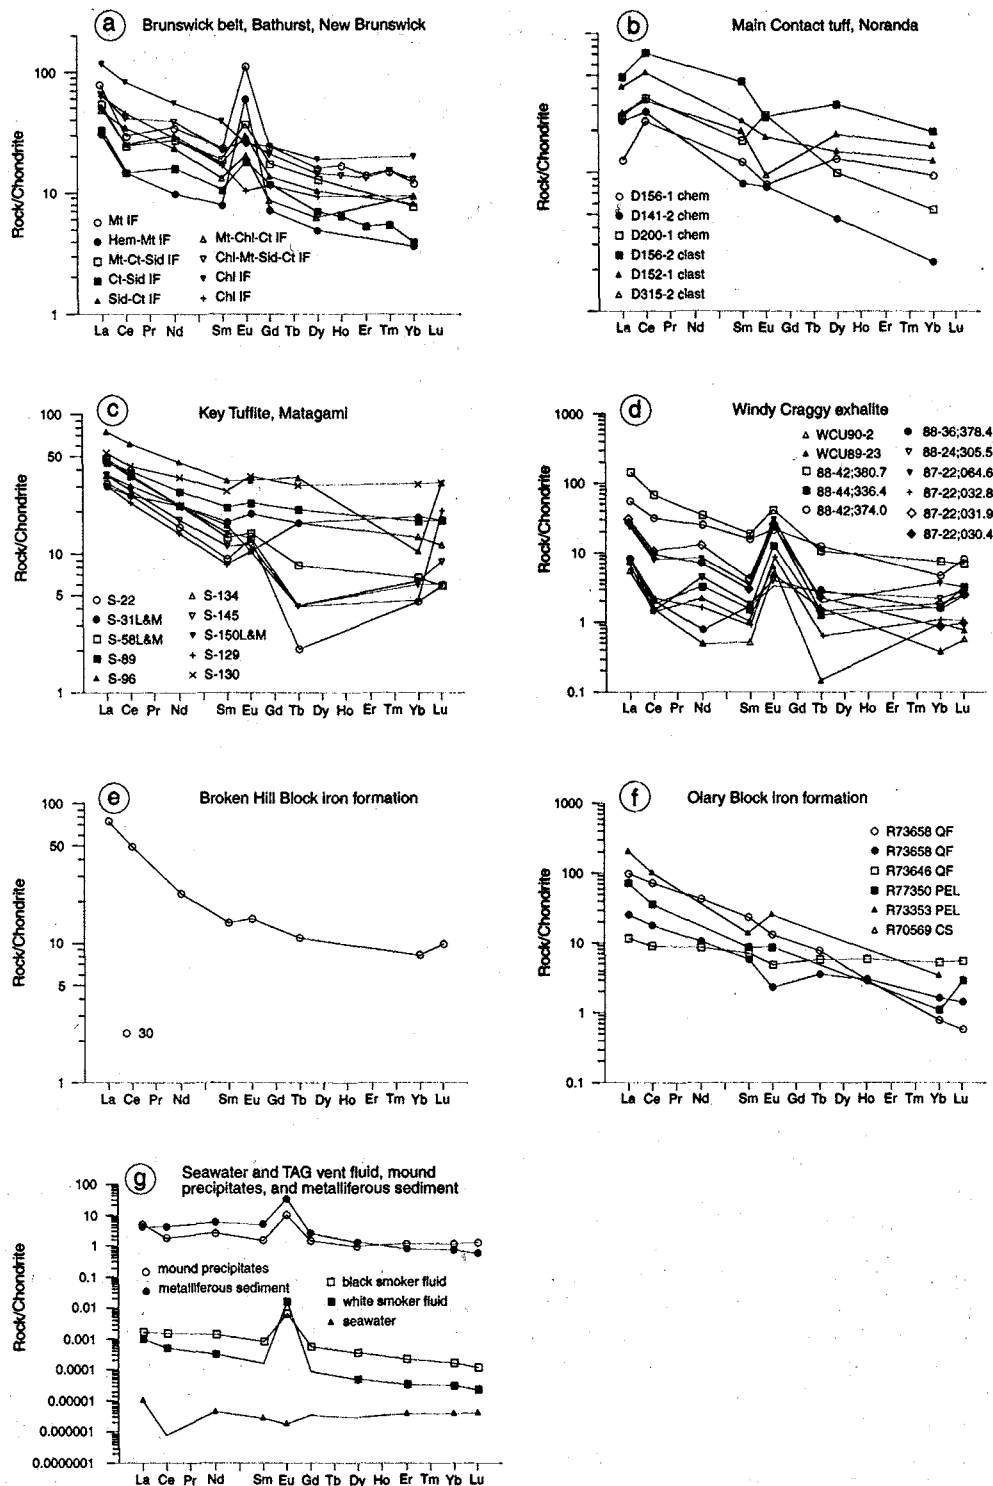 a Brunswick belt, Bathurst, New Brunswick
Rock/Chondrite
100
10
1
Mt IF
Hem-Mt IF
Mt-Ct-Sid IF
Ct-Sid IF
Sid-Ct IF
Mt-Chl-Ct IF
Chl-Mt-Sid-Ct IF
Chl IF
Chl IF
La Ce Pr Nd Sm Eu Gd Tb Dy Ho Er Tm Yb Lu
b Main Contact tuff, Noranda
Rock/Chondrite
D156-1 chem
D141-2 chem
D200-1 chem
D156-2 clast
D152-1 clast
D315-2 clast
La Ce Pr Nd Sm Eu Gd Tb Dy Ho Er Tm Yb Lu
c Key Tuffite, Matagami
Rock/Chondrite
100
50
10
5
1
S-22
S-31L&M
S-58L&M
S-89
S-96
S-134
S-145
S-150L&M
S-129
S-130
La Ce Pr Nd Sm Eu Gd Tb Dy Ho Er Tm Yb Lu
d Windy Craggy exhalite
Rock/Chondrite
1000
100
10
1
0.1
WCU90-2
WCU89-23
88-42;380.7
88-44;336.4
88-42;374.0
88-36;378.4
88-24;305.5
87-22;064.6
87-22;032.8
87-22;031.9
87-22;030.4
La Ce Pr Nd Sm Eu Gd Tb Dy Ho Er Tm Yb Lu
e Broken Hill Block iron formation
Rock/Chondrite
100
50
10
5
1
30
La Ce Pr Nd Sm Eu Gd Tb Dy Ho Er Tm Yb Lu
f Olary Block iron formation
Rock/Chondrite
1000
100
10
1
0.1
R73658 QF
R73658 QF
R73646 QF
R77350 PEL
R73353 PEL
R70569 CS
La Ce Pr Nd Sm Eu Gd Tb Dy Ho Er Tm Yb Lu
g Seawater and TAG vent fluid, mound
precipitates, and metalliferous sediment
Rock/Chondrite
100
10
1
0.1
0.01
0.001
0.0001
0.00001
0.000001
0.0000001
mound precipitates
metalliferous sediment
black smoker fluid
white smoker fluid
seawater
La Ce Pr Nd Sm Eu Gd Tb Dy Ho Er Tm Yb Lu